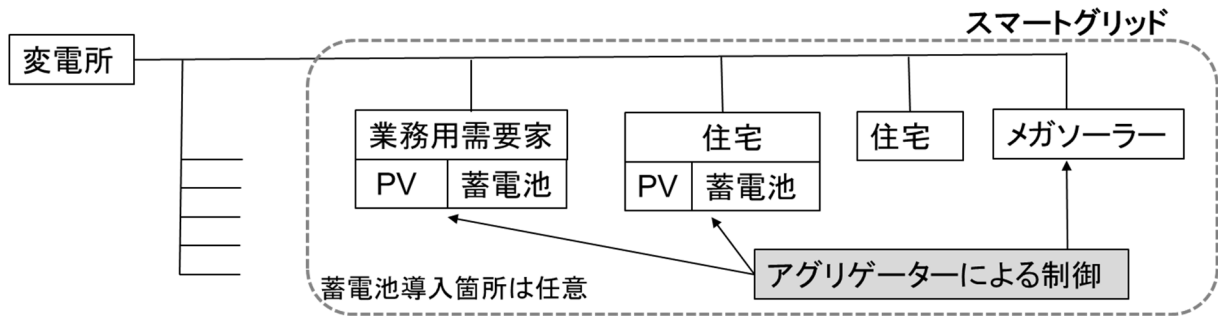 スマートグリッド
変電所
業務用需要家
住宅
住宅
メガソーラー
PV
蓄電池
PV
蓄電池
アグリゲーターによる制御
蓄電池導入箇所は任意